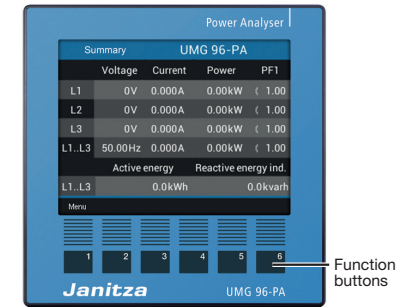 Power Analyser
Summary UMG 96-PA
Voltage Current Power PF1
L1 0V 0.000A 0.00kW ( 1.00
L2 0V 0.000A 0.00kW ( 1.00
L3 0V 0.000A 0.00kW ( 1.00
L1..L3 50.00Hz 0.000A 0.00kW ( 1.00
Active energy Reactive energy ind.
L1..L3 0.0kWh 0.0kvarh
Menu
1 2 3 4 5 6
Function
buttons
Janitza UMG 96-PA